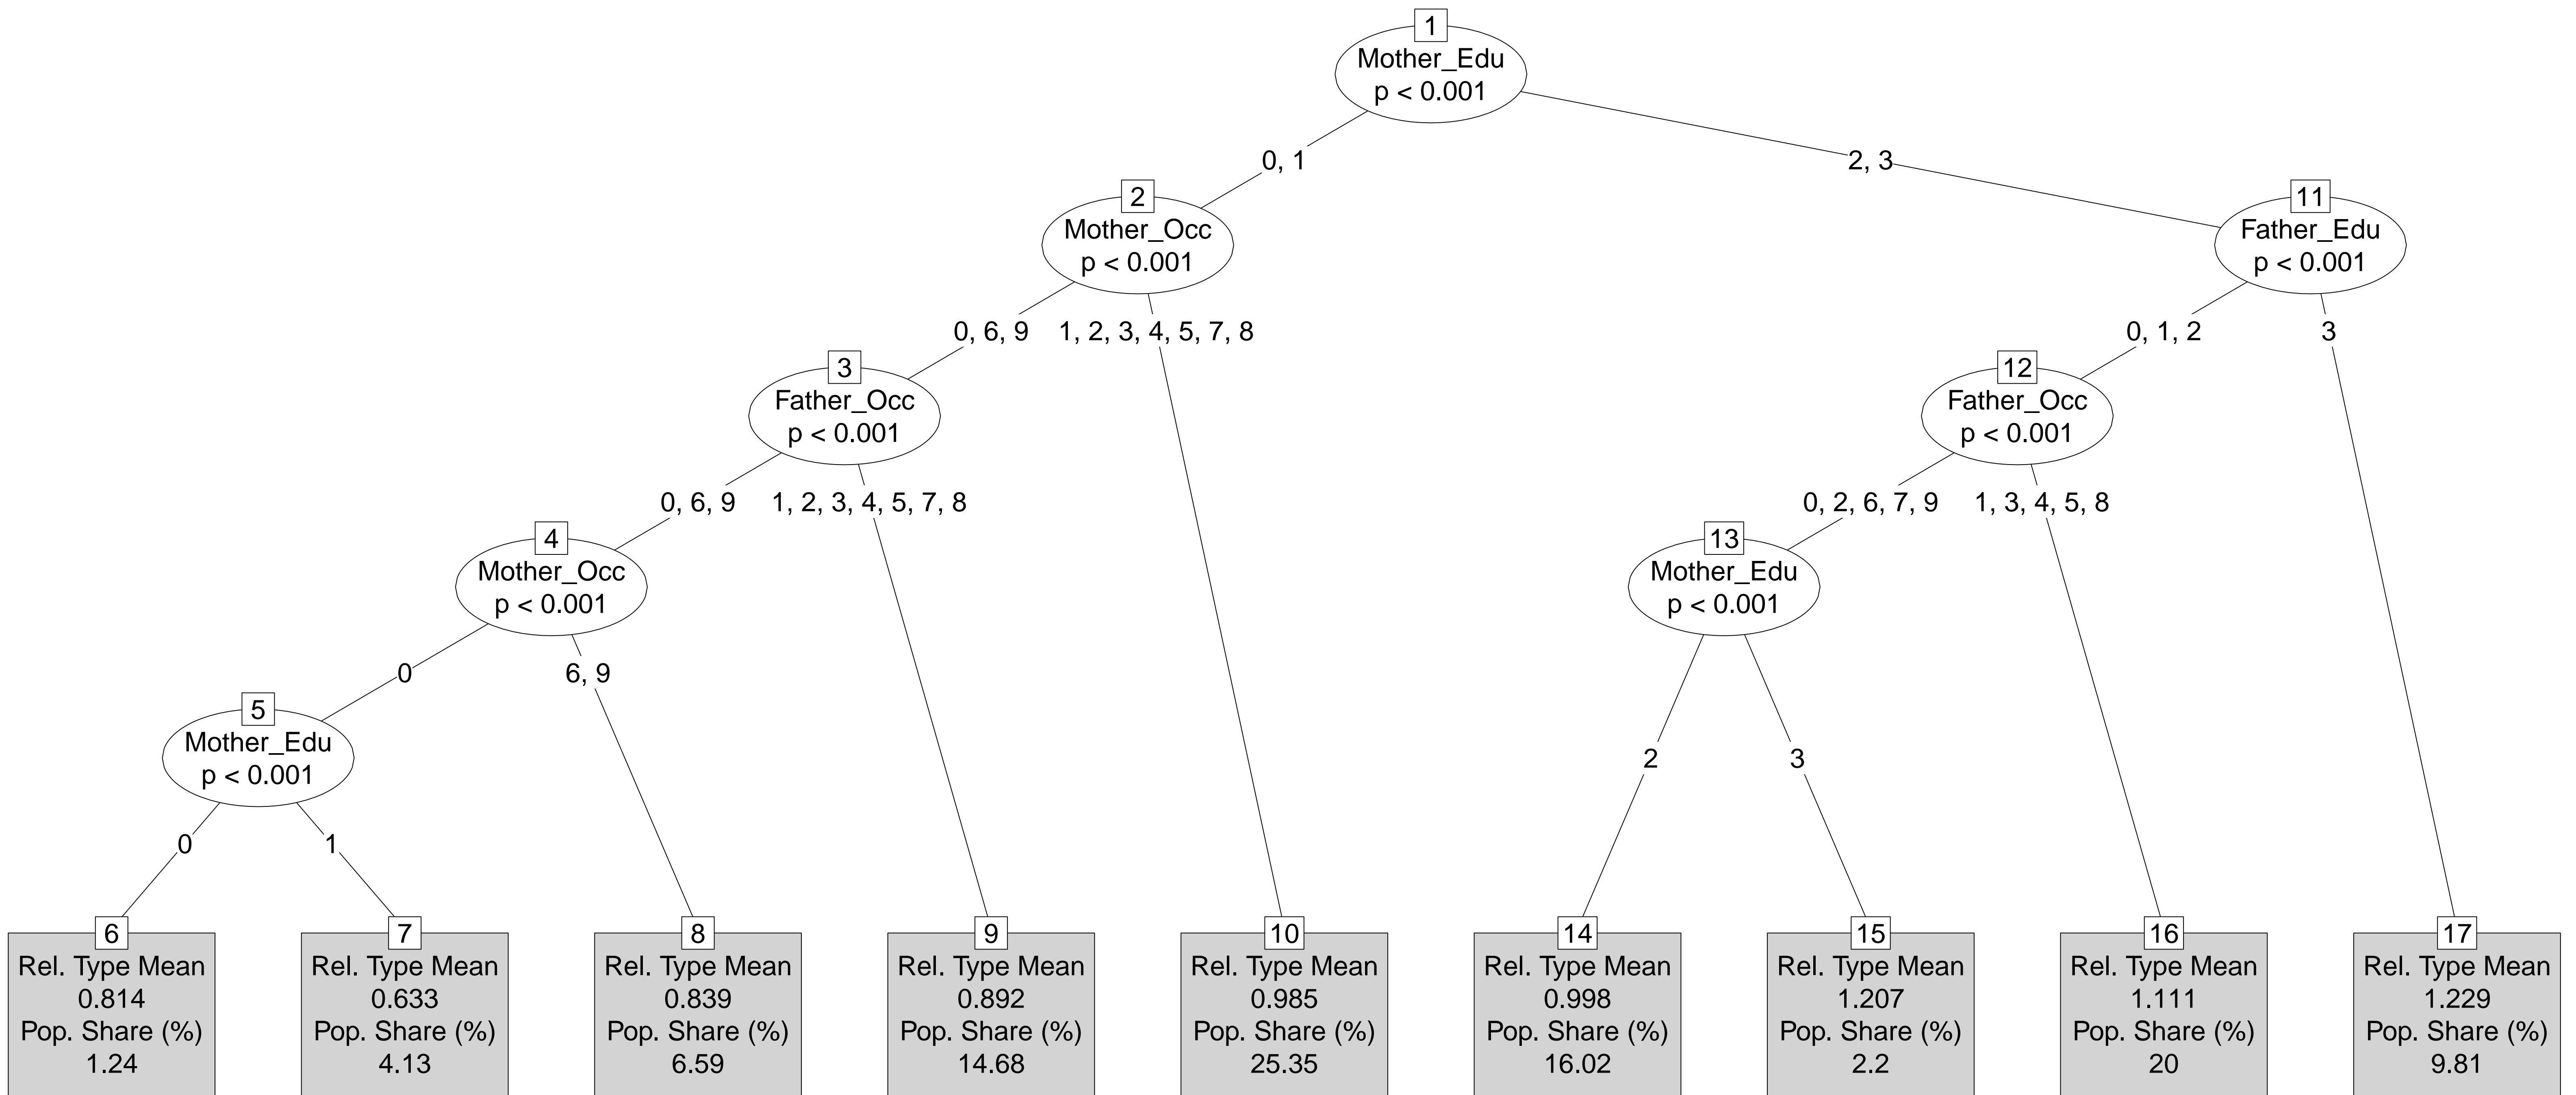 1
Mother_Edu
p < 0.001
0, 1
2, 3
2
Mother_Occ
p < 0.001
11
Father_Edu
p < 0.001
0, 6, 9
1, 2, 3, 4, 5, 7, 8
0, 1, 2
3
3
Father_Occ
p < 0.001
12
Father_Occ
p < 0.001
0, 6, 9
1, 2, 3, 4, 5, 7, 8
0, 2, 6, 7, 9
1, 3, 4, 5, 8
4
Mother_Occ
p < 0.001
13
Mother_Edu
p < 0.001
0
6, 9
5
Mother_Edu
p < 0.001
2
3
0
1
6
Rel. Type Mean
0.814
Pop. Share (%)
1.24
7
Rel. Type Mean
0.633
Pop. Share (%)
4.13
8
Rel. Type Mean
0.839
Pop. Share (%)
6.59
9
Rel. Type Mean
0.892
Pop. Share (%)
14.68
10
Rel. Type Mean
0.985
Pop. Share (%)
25.35
14
Rel. Type Mean
0.998
Pop. Share (%)
16.02
15
Rel. Type Mean
1.207
Pop. Share (%)
2.2
16
Rel. Type Mean
1.111
Pop. Share (%)
20
17
Rel. Type Mean
1.229
Pop. Share (%)
9.81